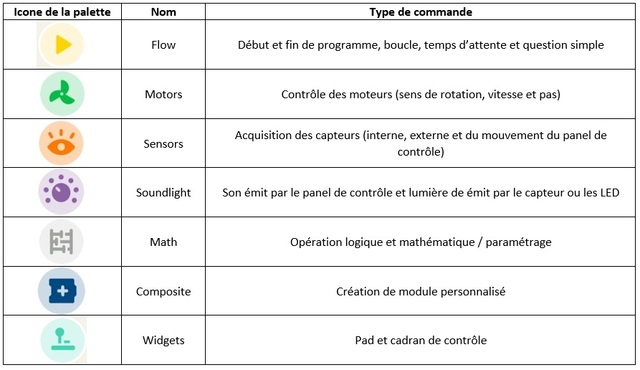 Icone de la palette Nom Type de commande
Flow Début et fin de programme, boucle, temps d'attente et question simple
Motors Contrôle des moteurs (sens de rotation, vitesse et pas)
Sensors Acquisition des capteurs (interne, externe et du mouvement du panel de
contrôle)
Soundlight Son émit par le panel de contrôle et lumière de émit par le capteur ou les LED
Math Opération logique et mathématique / paramétrage
Composite Création de module personnalisé
Widgets Pad et cadran de contrôle